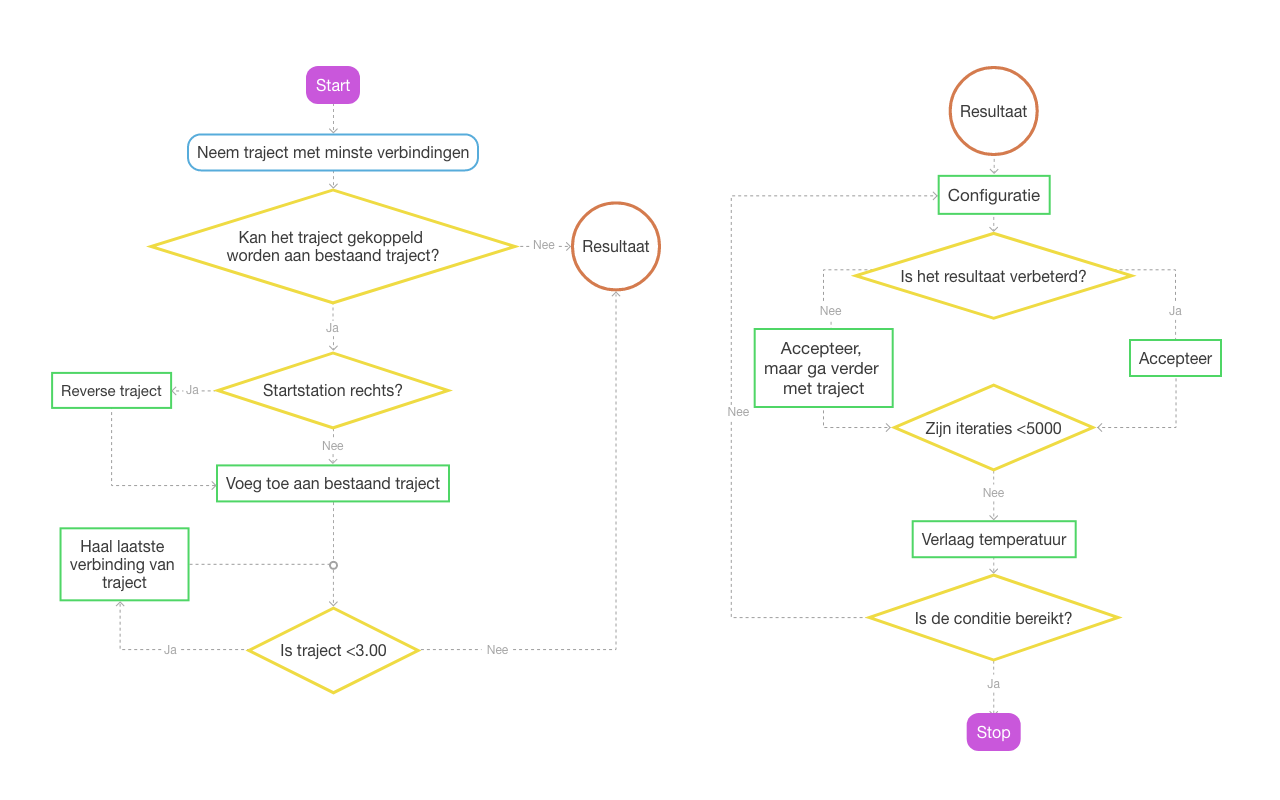 Start
Neem traject met minste verbindingen
Kan het traject gekoppeld
worden aan bestaand traject?
Nee
Resultaat
Ja
Startstation rechts?
Ja
Reverse traject
Nee
Voeg toe aan bestaand traject
Haal laatste
verbinding van
traject
Is traject <3.00
Ja
Nee
Resultaat
Configuratie
Is het resultaat verbeterd?
Nee
Ja
Accepteer,
maar ga verder
met traject
Accepteer
Nee
Zijn iteraties <5000
Nee
Verlaag temperatuur
Is de conditie bereikt?
Ja
Stop